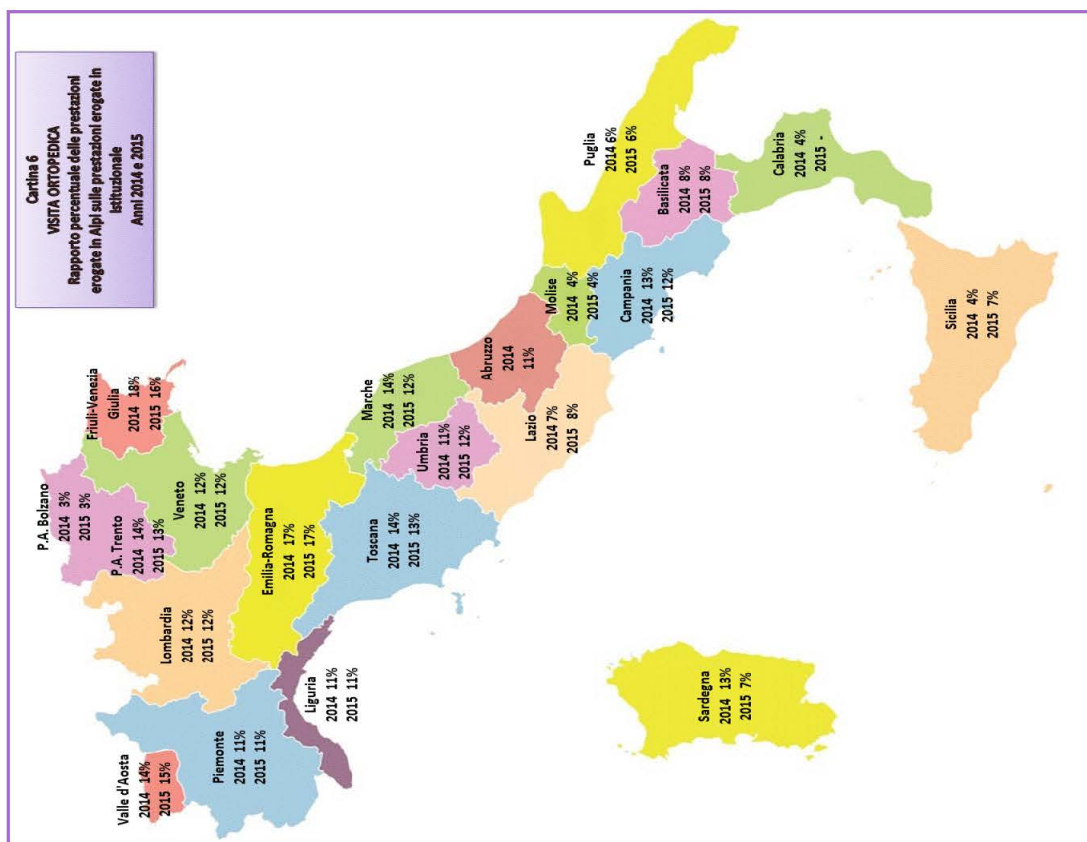 Cartina 6
VISITA ORTOPEDICA
Rapporto percentuale delle prestazioni
erogate in Alpi sulle prestazioni erogate in
Istituzionale
Anni 2014 e 2015
Valle d'Aosta
2014 14%
2015 15%
Piemonte
2014 11%
2015 11%
Liguria
2014 11%
2015 11%
Lombardia
2014 12%
2015 12%
P.A. Bolzano
2014 3%
2015 3%
P.A. Trento
2014 14%
2015 13%
Veneto
2014 12%
2015 12%
Friuli-Venezia
Giulia
2014 18%
2015 16%
Emilia-Romagna
2014 17%
2015 17%
Toscana
2014 14%
2015 13%
Marche
2014 14%
2015 12%
Umbria
2014 11%
2015 12%
Lazio
2014 7%
2015 8%
Abruzzo
2014
11%
Molise
2014 4%
2015 4%
Campania
2014 13%
2015 12%
Puglia
2014 6%
2015 6%
Basilicata
2014 8%
2015 8%
Calabria
2014 4%
2015 -
Sicilia
2014 4%
2015 7%
Sardegna
2014 13%
2015 7%